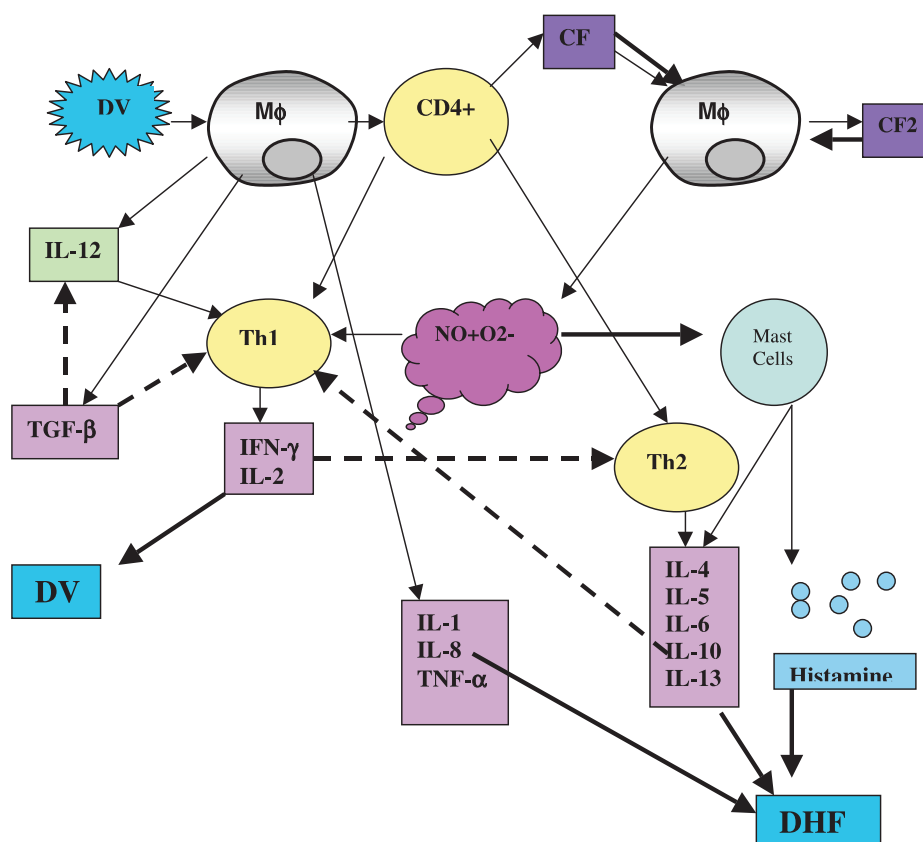 CF
DV
Mϕ
CD4+
Mϕ
CF2
IL-12
Th1
NO+O2-
Mast
Cells
TGF-β
IFN-γ
IL-2
Th2
DV
IL-4
IL-5
IL-6
IL-10
IL-13
IL-1
IL-8
TNF-α
Histamine
DHF